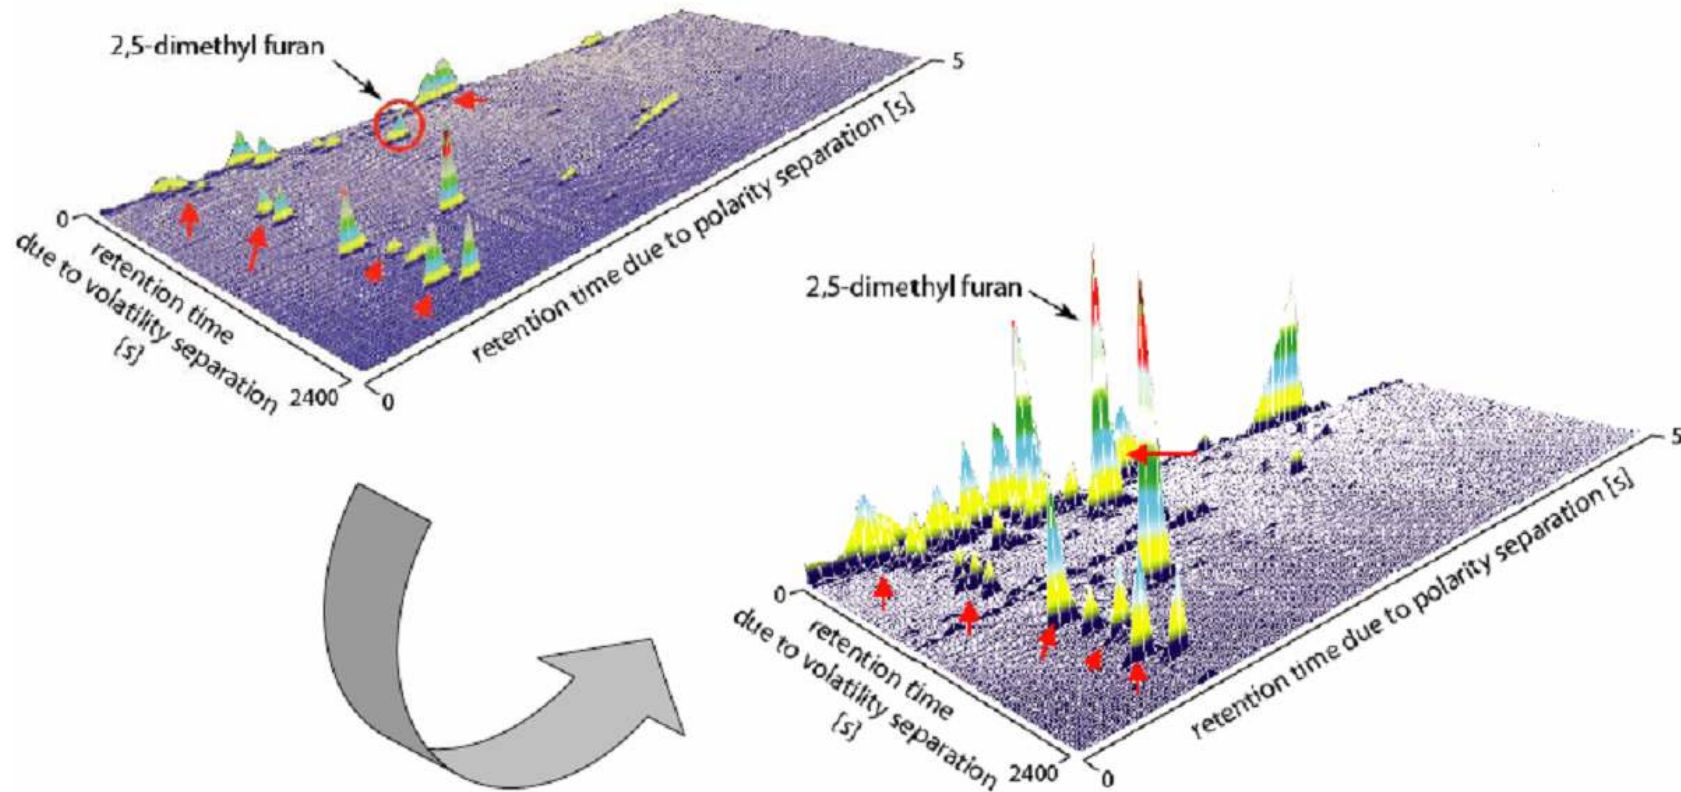 2,5-dimethyl furan
5
0
retention time
due to volatility separation
[s]
2400
0
retention time due to polarity separation [s]
2,5-dimethyl furan
5
0
retention time
due to volatility separation
[s]
2400
0
retention time due to polarity separation [s]